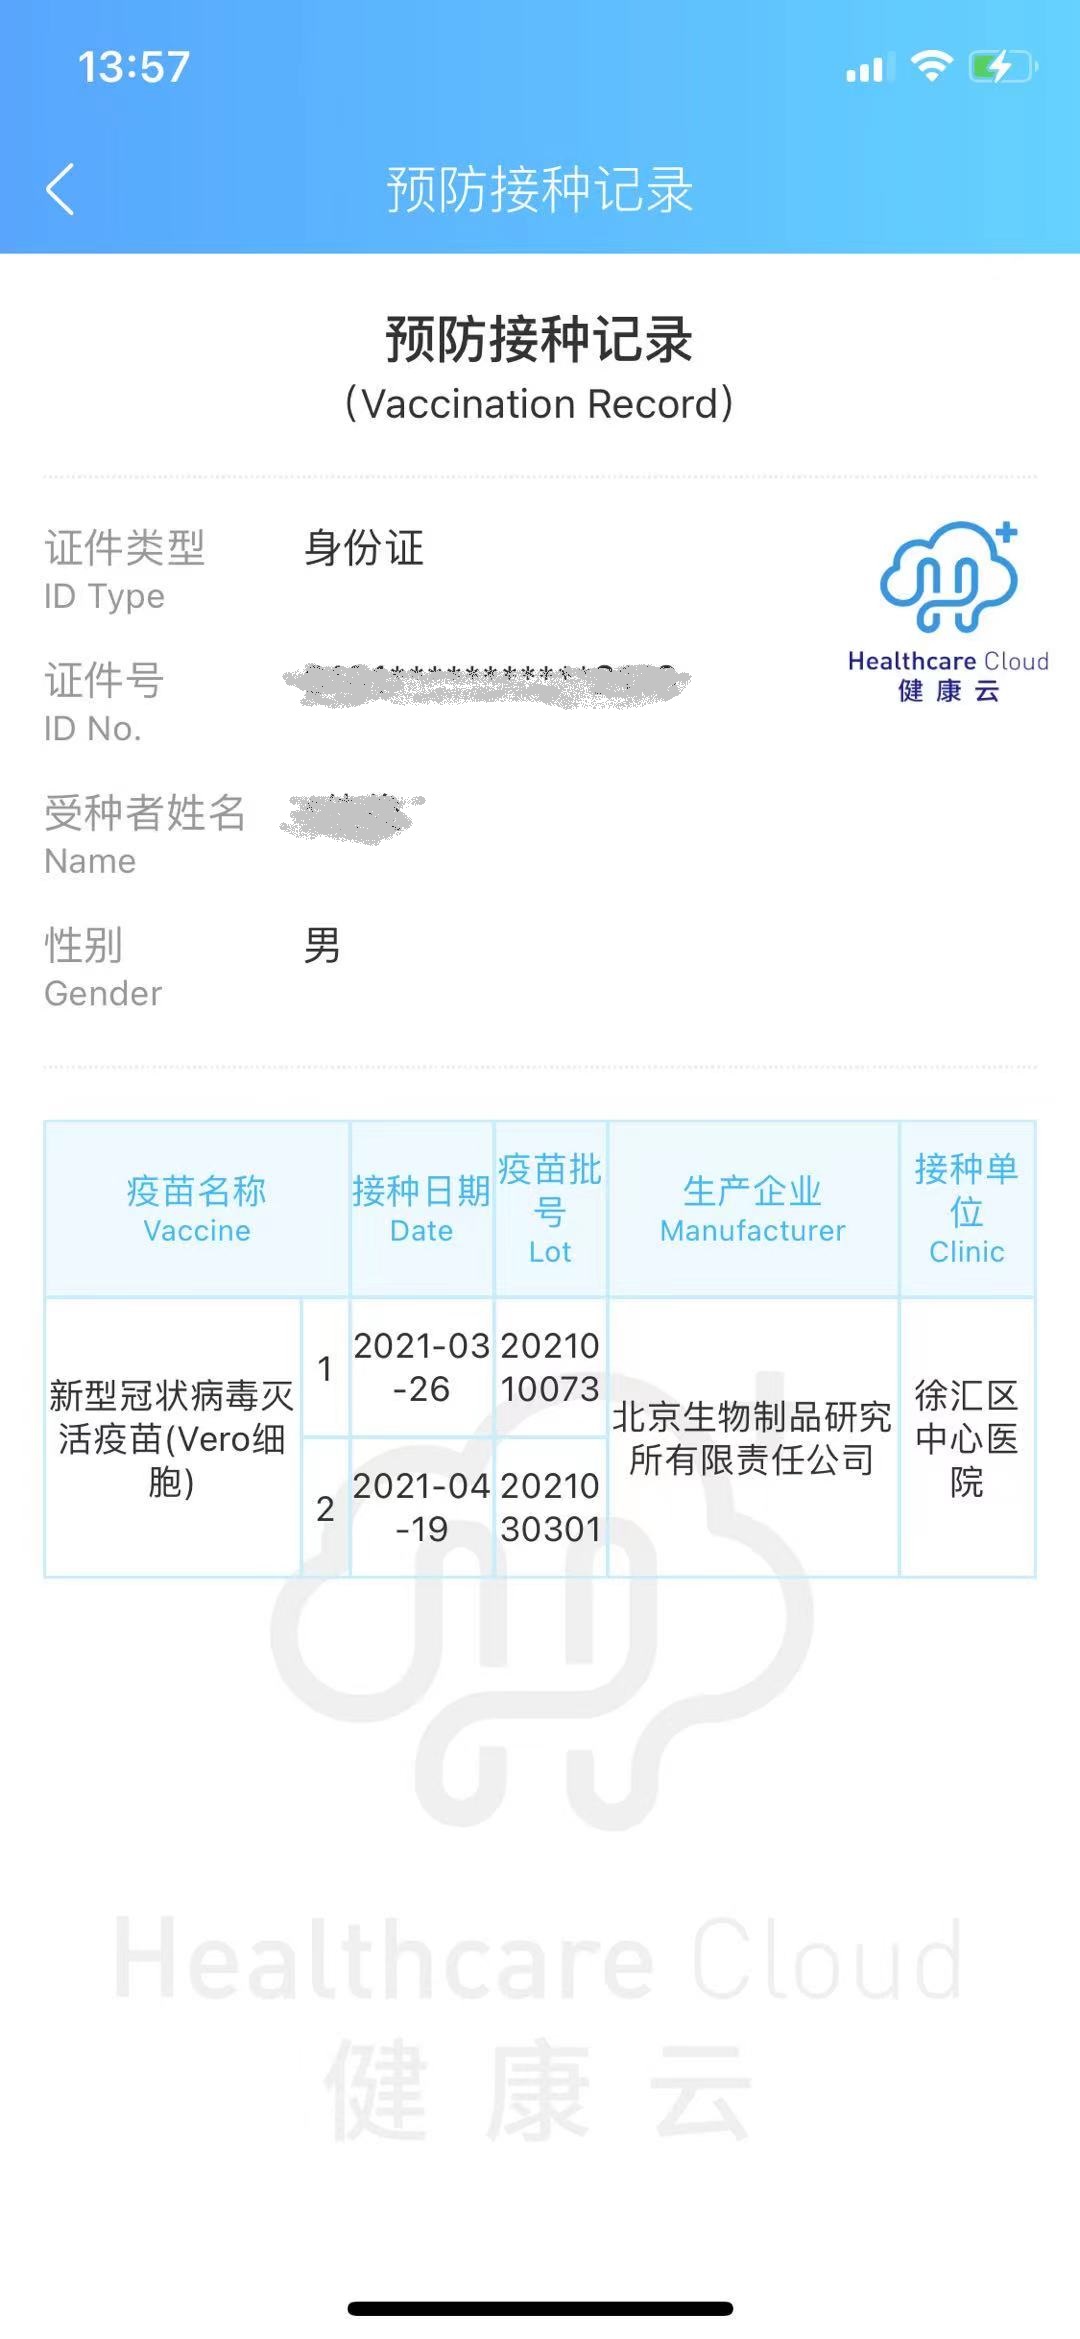 13:57
预防接种记录
预防接种记录
(Vaccination Record)
证件类型
身份证
ID Type
Healthcare Cloud
健康云
证件号
***********
ID No.
受种者姓名
Name
性别
男
Gender
疫苗名称
Vaccine
接种日期
Date
疫苗批
号
Lot
生产企业
Manufacturer
接种单
位
Clinic
新型冠状病毒灭
活疫苗(Vero细
胞)
1
2021-03
-26
20210
10073
2
2021-04
-19
20210
30301
北京生物制品研究
所有限责任公司
徐汇区
中心医
院
Healthcare Cloud
健康云